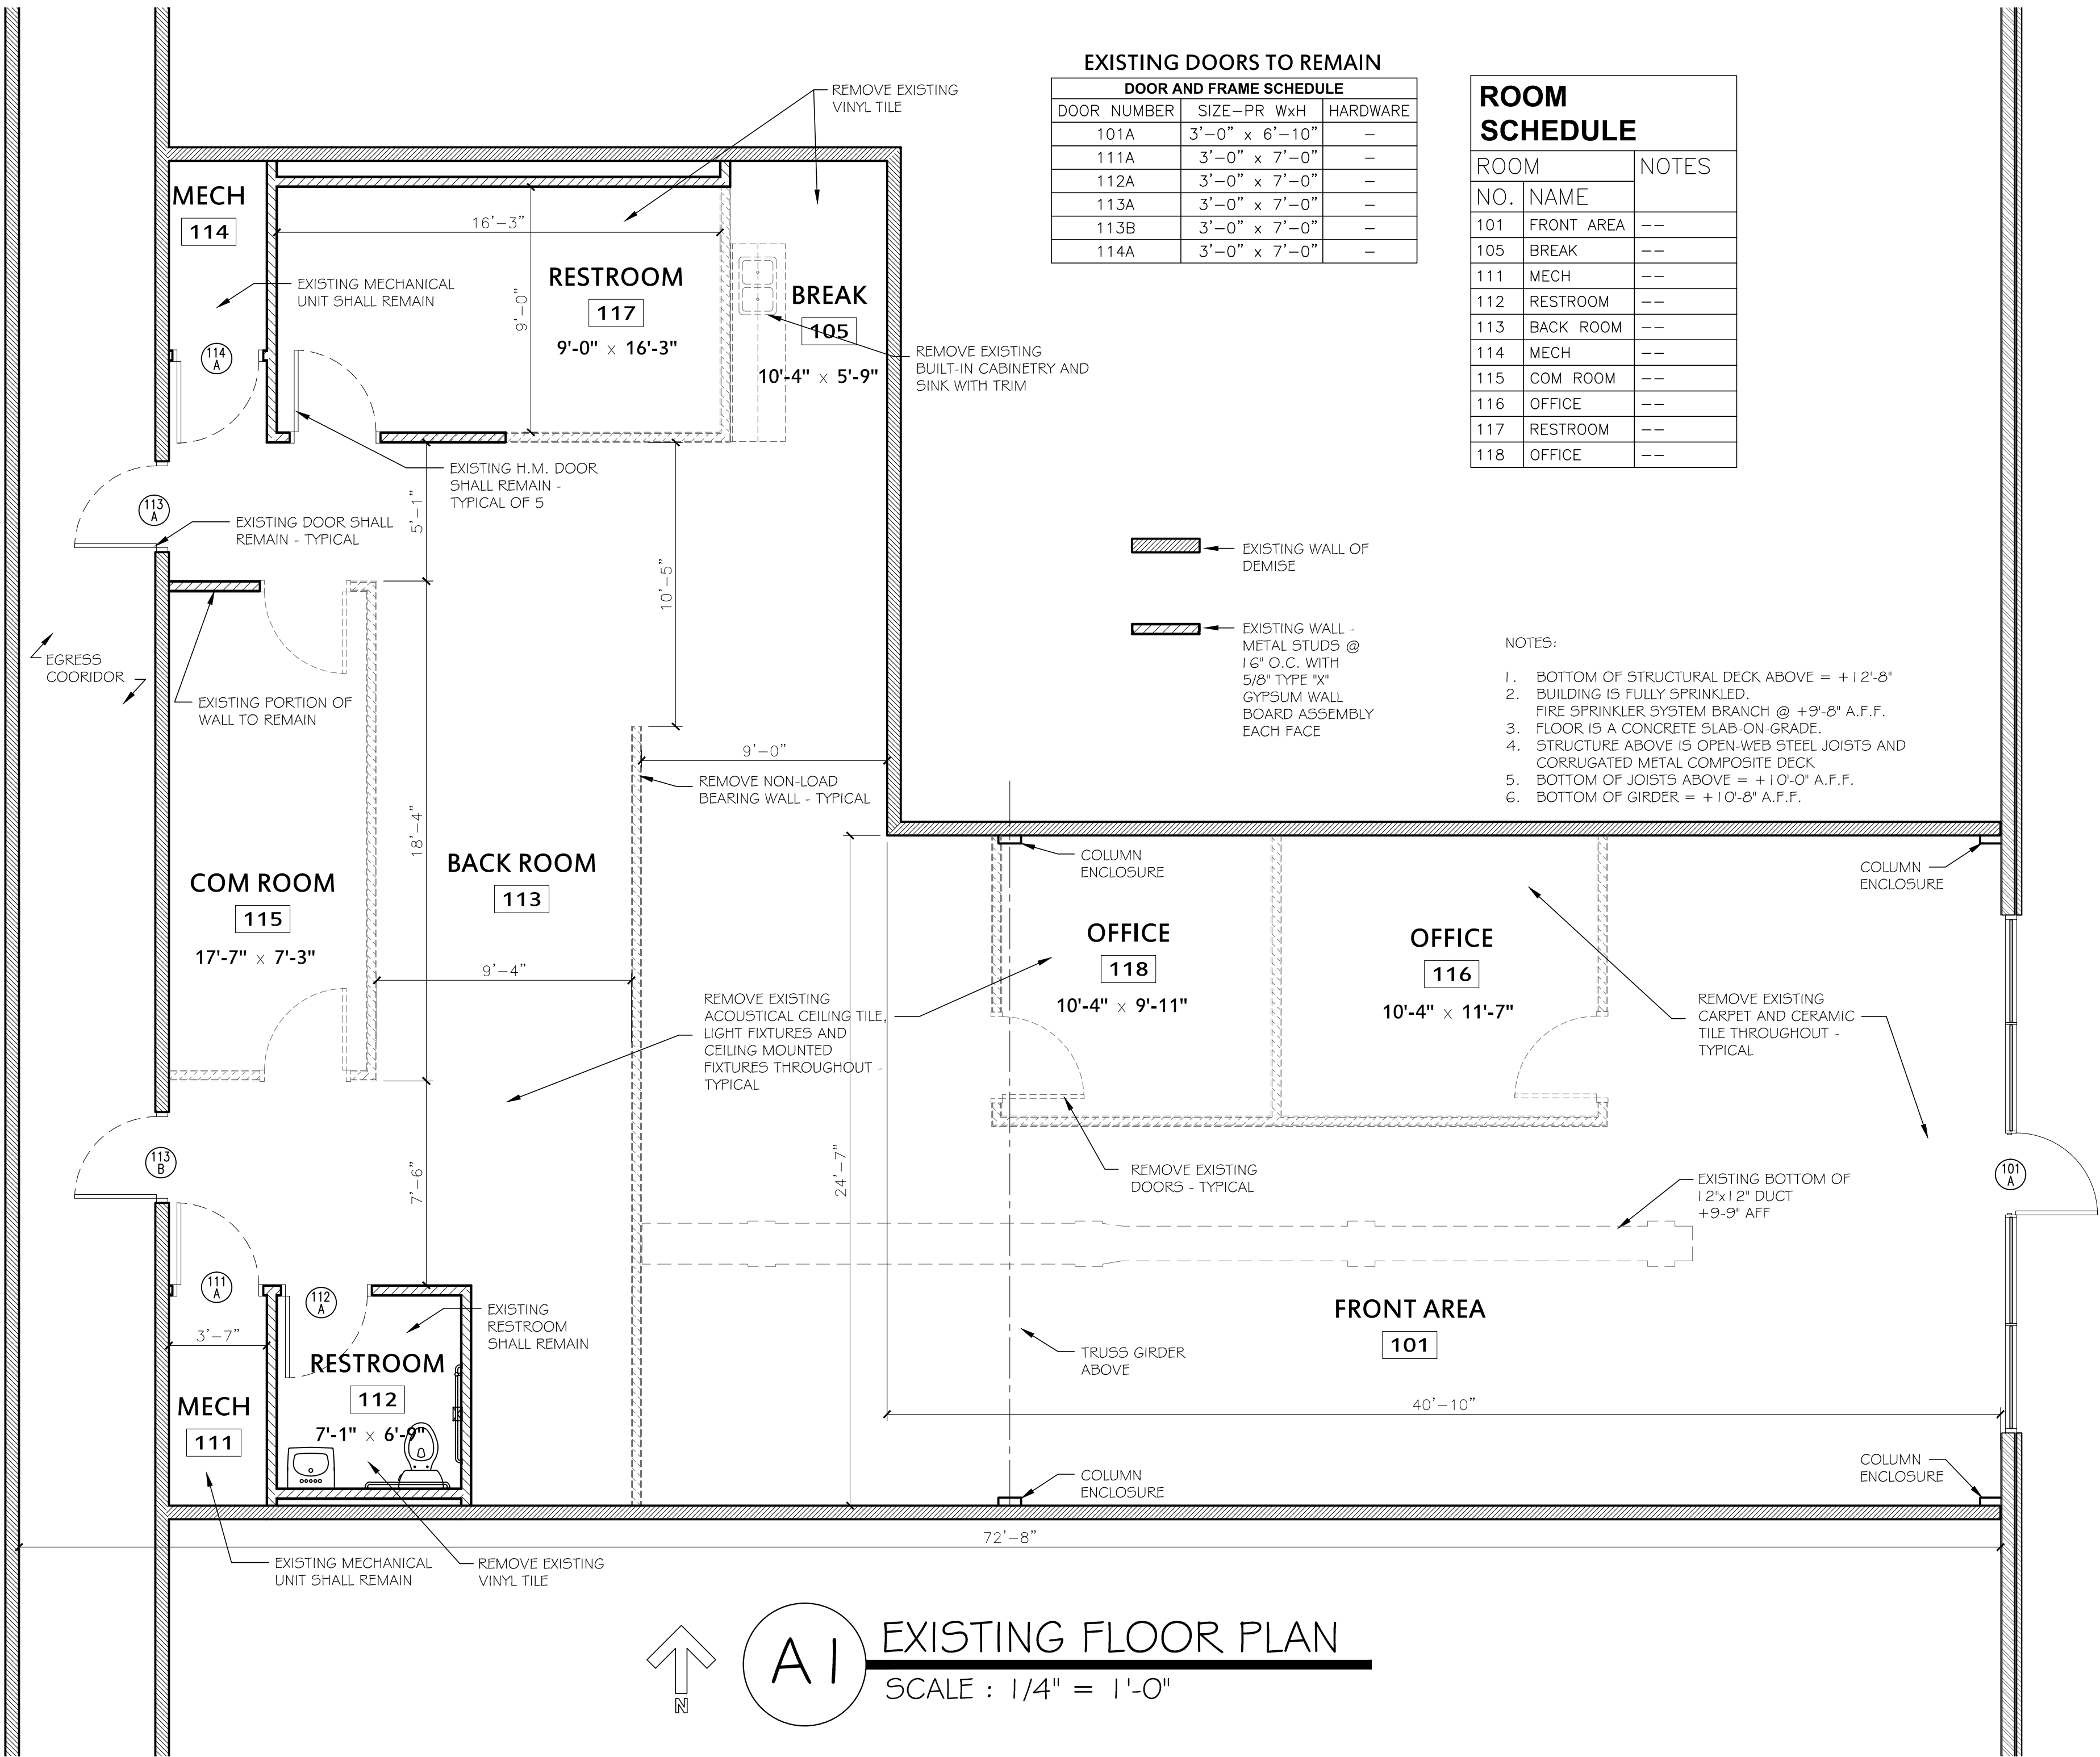 EXISTING DOORS TO REMAIN
DOOR AND FRAME SCHEDULE
DOOR NUMBER SIZE-PR WxH HARDWARE
101A 3'-0" x 6'-10" -
111A 3'-0" x 7'-0" -
112A 3'-0" x 7'-0" -
113A 3'-0" x 7'-0" -
113B 3'-0" x 7'-0" -
114A 3'-0" x 7'-0" -
ROOM
SCHEDULE
ROOM NOTES
NO. NAME
101 FRONT AREA --
105 BREAK --
111 MECH --
112 RESTROOM --
113 BACK ROOM --
114 MECH --
115 COM ROOM --
116 OFFICE --
117 RESTROOM --
118 OFFICE --
REMOVE EXISTING
VINYL TILE
MECH
114
16'-3"
9'-0"
EXISTING MECHANICAL
UNIT SHALL REMAIN
RESTROOM
117
9'-0" x 16'-3"
BREAK
105
10'-4" x 5'-9"
REMOVE EXISTING
BUILT-IN CABINETRY AND
SINK WITH TRIM
114
A
EXISTING H.M. DOOR
SHALL REMAIN -
TYPICAL OF 5
113
A
EXISTING DOOR SHALL
REMAIN - TYPICAL
5'-1"
10'-5"
EXISTING WALL OF
DEMISE
EXISTING WALL -
METAL STUDS @
16" O.C. WITH
5/8" TYPE "X"
GYPSUM WALL
BOARD ASSEMBLY
EACH FACE
NOTES:
1. BOTTOM OF STRUCTURAL DECK ABOVE = +12'-8"
2. BUILDING IS FULLY SPRINKLED.
FIRE SPRINKLER SYSTEM BRANCH @ +9'-8" A.F.F.
3. FLOOR IS A CONCRETE SLAB-ON-GRADE.
4. STRUCTURE ABOVE IS OPEN-WEB STEEL JOISTS AND
CORRUGATED METAL COMPOSITE DECK
5. BOTTOM OF JOISTS ABOVE = +10'-0" A.F.F.
6. BOTTOM OF GIRDER = +10'-8" A.F.F.
EGRESS
COORIDOR
EXISTING PORTION OF
WALL TO REMAIN
9'-0"
REMOVE NON-LOAD
BEARING WALL - TYPICAL
18'-4"
BACK ROOM
113
COM ROOM
115
17'-7" x 7'-3"
9'-4"
COLUMN
ENCLOSURE
COLUMN
ENCLOSURE
OFFICE
118
10'-4" x 9'-11"
OFFICE
116
10'-4" x 11'-7"
REMOVE EXISTING
ACOUSTICAL CEILING TILE,
LIGHT FIXTURES AND
CEILING MOUNTED
FIXTURES THROUGHOUT -
TYPICAL
REMOVE EXISTING
CARPET AND CERAMIC
TILE THROUGHOUT -
TYPICAL
113
B
7'-6"
24'-7"
REMOVE EXISTING
DOORS - TYPICAL
EXISTING BOTTOM OF
12"x12" DUCT
+9-9" AFF
101
A
111
A
112
A
3'-7"
EXISTING
RESTROOM
SHALL REMAIN
RESTROOM
112
7'-1" x 6'-9"
MECH
111
FRONT AREA
101
TRUSS GIRDER
ABOVE
40'-10"
COLUMN
ENCLOSURE
COLUMN
ENCLOSURE
72'-8"
EXISTING MECHANICAL
UNIT SHALL REMAIN
REMOVE EXISTING
VINYL TILE
N
A1
EXISTING FLOOR PLAN
SCALE : 1/4" = 1'-0"